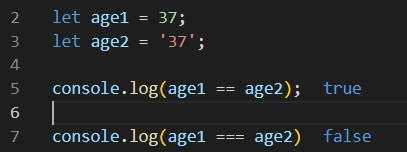 2 let age1 = 37;
3 let age2 = '37';
4
5 console.log(age1 == age2); true
6
7 console.log(age1 === age2) false